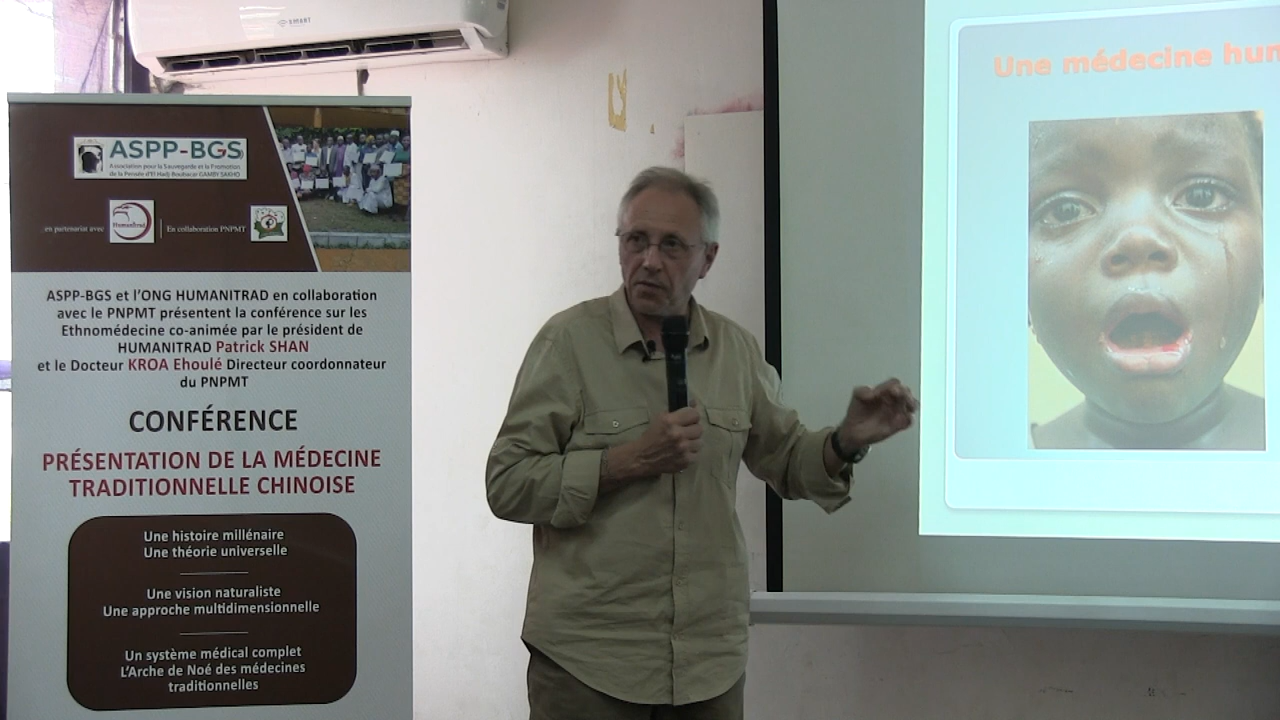 SMART
ASPP-BGS
Association pour la Sauvegarde et la Promotion
de la Pensée d'El Hadj Boubacar GAMBY SAKHO
en partenariat avec
Humanitrad
En collaboration PNPMT
ASPP-BGS et l'ONG HUMANITRAD en collaboration
avec le PNPMT présentent la conférence sur les
Ethnomédecine co-animée par le président de
HUMANITRAD Patrick SHAN
et le Docteur KROA Ehoulé Directeur coordonnateur
du PNPMT
CONFÉRENCE
PRÉSENTATION DE LA MÉDECINE
TRADITIONNELLE CHINOISE
Une histoire millénaire
Une théorie universelle
Une vision naturaliste
Une approche multidimensionnelle
Un système médical complet
L'Arche de Noé des médecines
traditionnelles
Une médecine hum